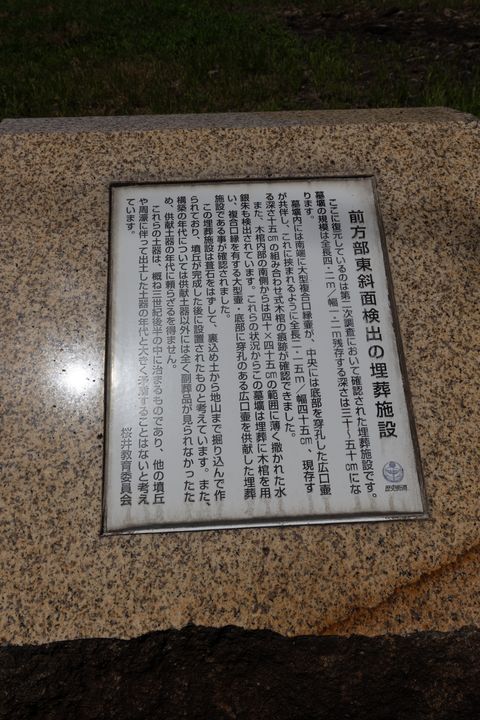 前方部東斜面検出の埋葬施設
ここに復元しているのは第二次調査において確認された埋葬施設です。
墓壙の規模は全長四・二m／幅一・二m残存する深さは三十~五十㎝にな
ります。
墓壙内には南端に大型複合口縁壷が、中央には底部を穿孔した広口壷
が共伴し、これに挟まれるように全長二・一五m／幅四十五㎝、現存す
る深さ十五㎝の組み合わせ式木棺の痕跡が確認できました。
また、木棺内部の南側からは四十×四十五㎝の範囲に薄く撒かれた水
銀朱も検出されています。これらの状況からこの墓壙は埋葬に木棺を用
い、複合口縁を有する大型壷・底部に穿孔のある広口壷を供献した埋葬
施設である事が確認されました。
この埋葬施設は葺石をはずして、裏込め土から地山まで掘り込んで作
られており、墳丘が完成した後に設置されたものと考えています。また、
構築の年代については供献土器以外には全く副葬品が見られなかったた
め、供献土器の年代に頼らざるを得ません。
これらの土器は、概ね三世紀後半の中に治まるものであり、他の墳丘
や周濠に伴って出土した土器の年代と大やく矛盾することはないと考え
ています。
桜井教育委員会
歴史街道